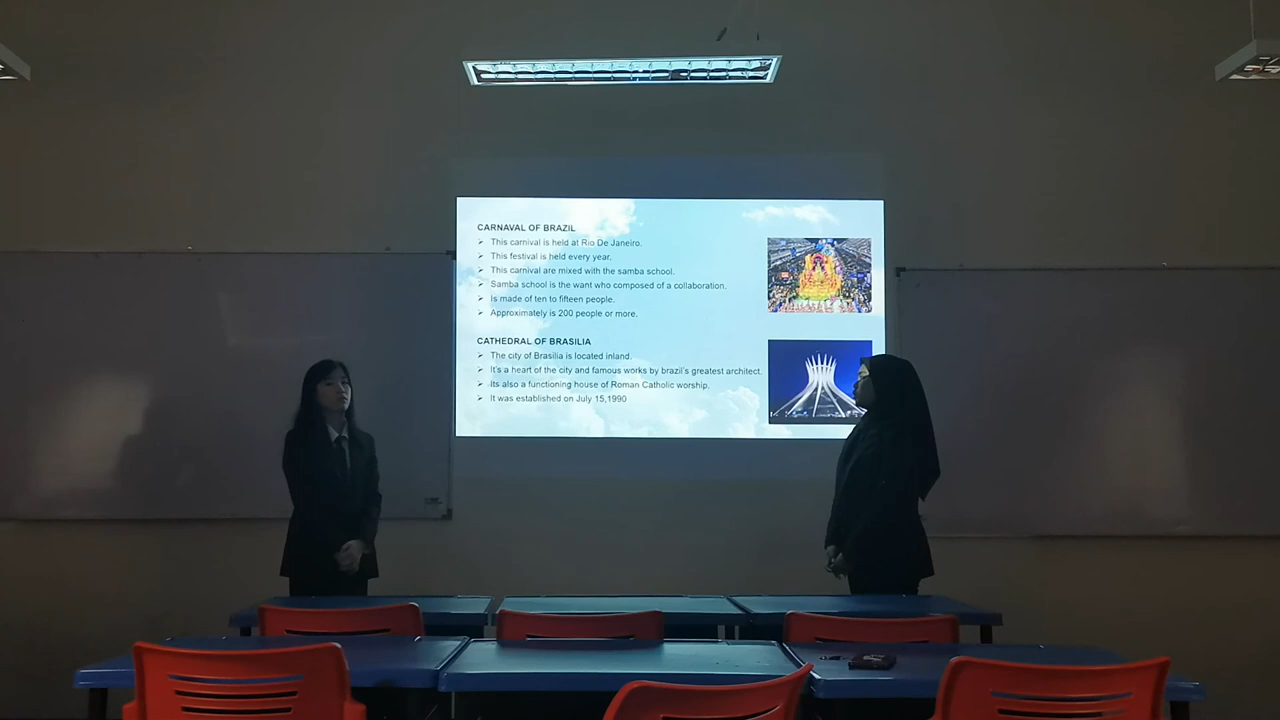 CARNAVAL OF BRAZIL
➢ This carnival is held at Rio De Janeiro.
➢ This festival is held every year.
➢ This carnival are mixed with the samba school.
➢ Samba school is the want who composed of a collaboration.
➢ Is made of ten to fifteen people.
➢ Approximately is 200 people or more.
CATHEDRAL OF BRASILIA
➢ The city of Brasilia is located inland.
➢ It's a heart of the city and famous works by brazil's greatest architect.
➢ Its also a functioning house of Roman Catholic worship.
➢ It was established on July 15,1990